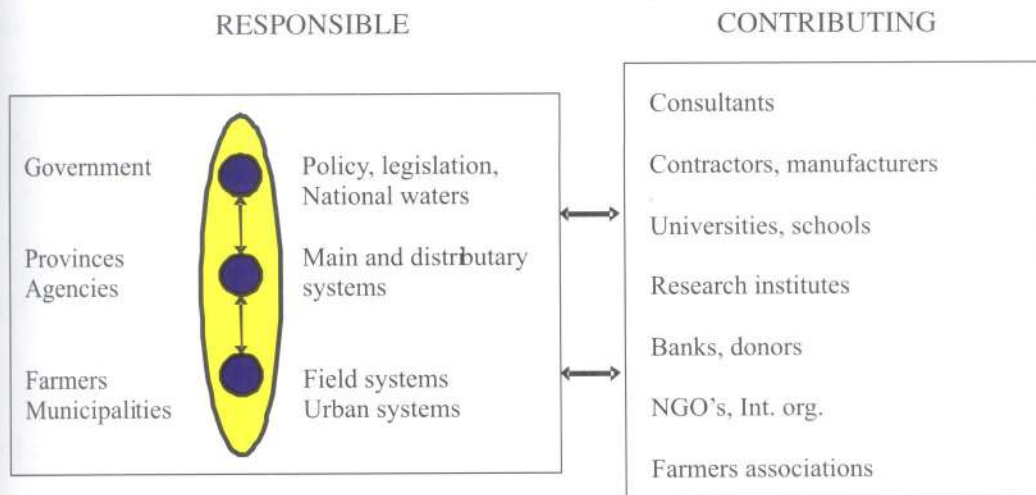 RESPONSIBLE
Government
Policy, legislation,
National waters
Provinces
Agencies
Main and distributary
systems
Farmers
Municipalities
Field systems
Urban systems
CONTRIBUTING
Consultants
Contractors, manufacturers
Universities, schools
Research institutes
Banks, donors
NGO's, Int. org.
Farmers associations